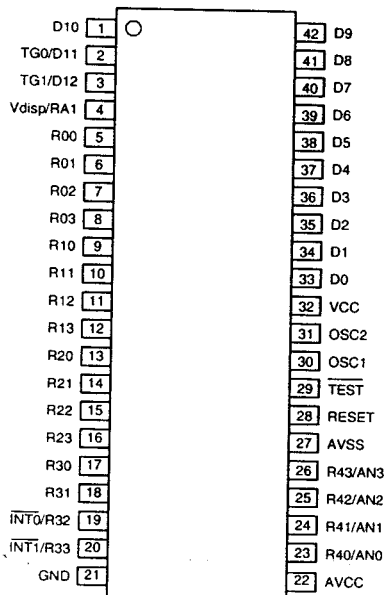 D10 1 42 D9
TG0/D11 2 41 D8
TG1/D12 3 40 D7
Vdisp/RA1 4 39 D6
R00 5 38 D5
R01 6 37 D4
R02 7 36 D3
R03 8 35 D2
R10 9 34 D1
R11 10 33 D0
R12 11 32 VCC
R13 12 31 OSC2
R20 13 30 OSC1
R21 14 29 TEST
R22 15 28 RESET
R23 16 27 AVSS
R30 17 26 R43/AN3
R31 18 25 R42/AN2
INT0/R32 19 24 R41/AN1
INT1/R33 20 23 R40/AN0
GND 21 22 AVCC